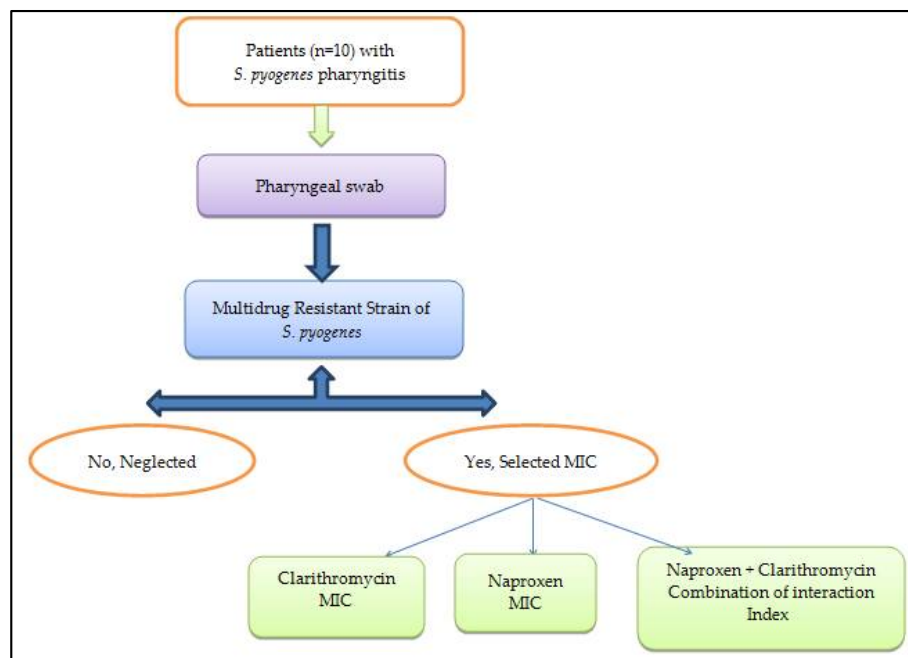 Patients (n=10) with
S. pyogenes pharyngitis
Pharyngeal swab
Multidrug Resistant Strain of
S. pyogenes
No, Neglected
Yes, Selected MIC
Clarithromycin
MIC
Naproxen
MIC
Naproxen + Clarithromycin
Combination of interaction
Index